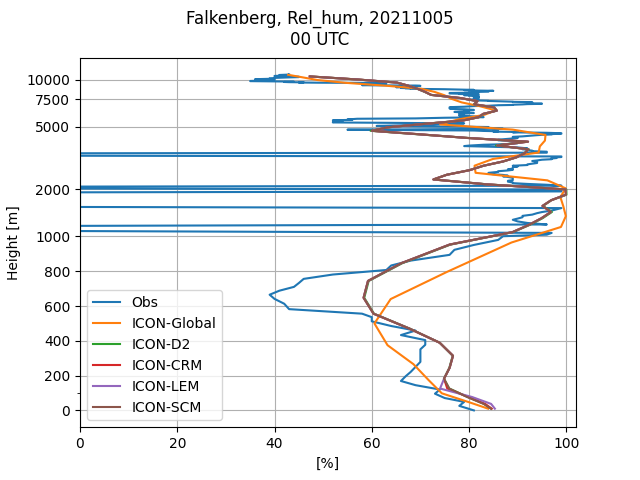 Falkenberg, Rel_hum, 20211005
00 UTC
Height [m]
10000
7500
5000
2000
1000
800
600
400
200
0
Obs
ICON-Global
ICON-D2
ICON-CRM
ICON-LEM
ICON-SCM
0 20 40 60 80 100
[%]